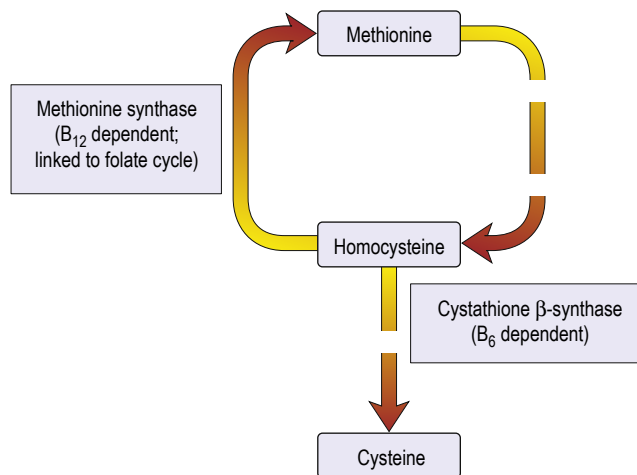 Methionine
Methionine synthase
(B12 dependent;
linked to folate cycle)
Homocysteine
Cystathione β-synthase
(B6 dependent)
Cysteine